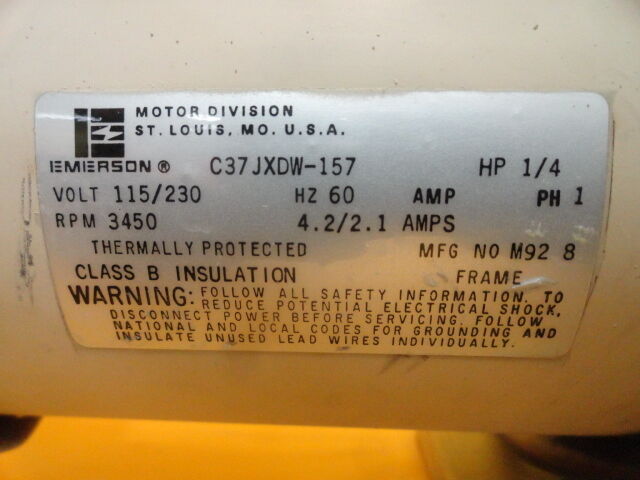 MOTOR DIVISION
ST. LOUIS, MO. U.S.A.
EMERSON ® C37JXDW-157 HP 1/4
VOLT 115/230 HZ 60 AMP PH 1
RPM 3450 4.2/2.1 AMPS
THERMALLY PROTECTED MFG NO M92 8
CLASS B INSULATION FRAME
WARNING: FOLLOW ALL SAFETY INFORMATION. TO
REDUCE POTENTIAL ELECTRICAL SHOCK,
DISCONNECT POWER BEFORE SERVICING. FOLLOW
NATIONAL AND LOCAL CODES FOR GROUNDING AND
INSULATE UNUSED LEAD WIRES INDIVIDUALLY.